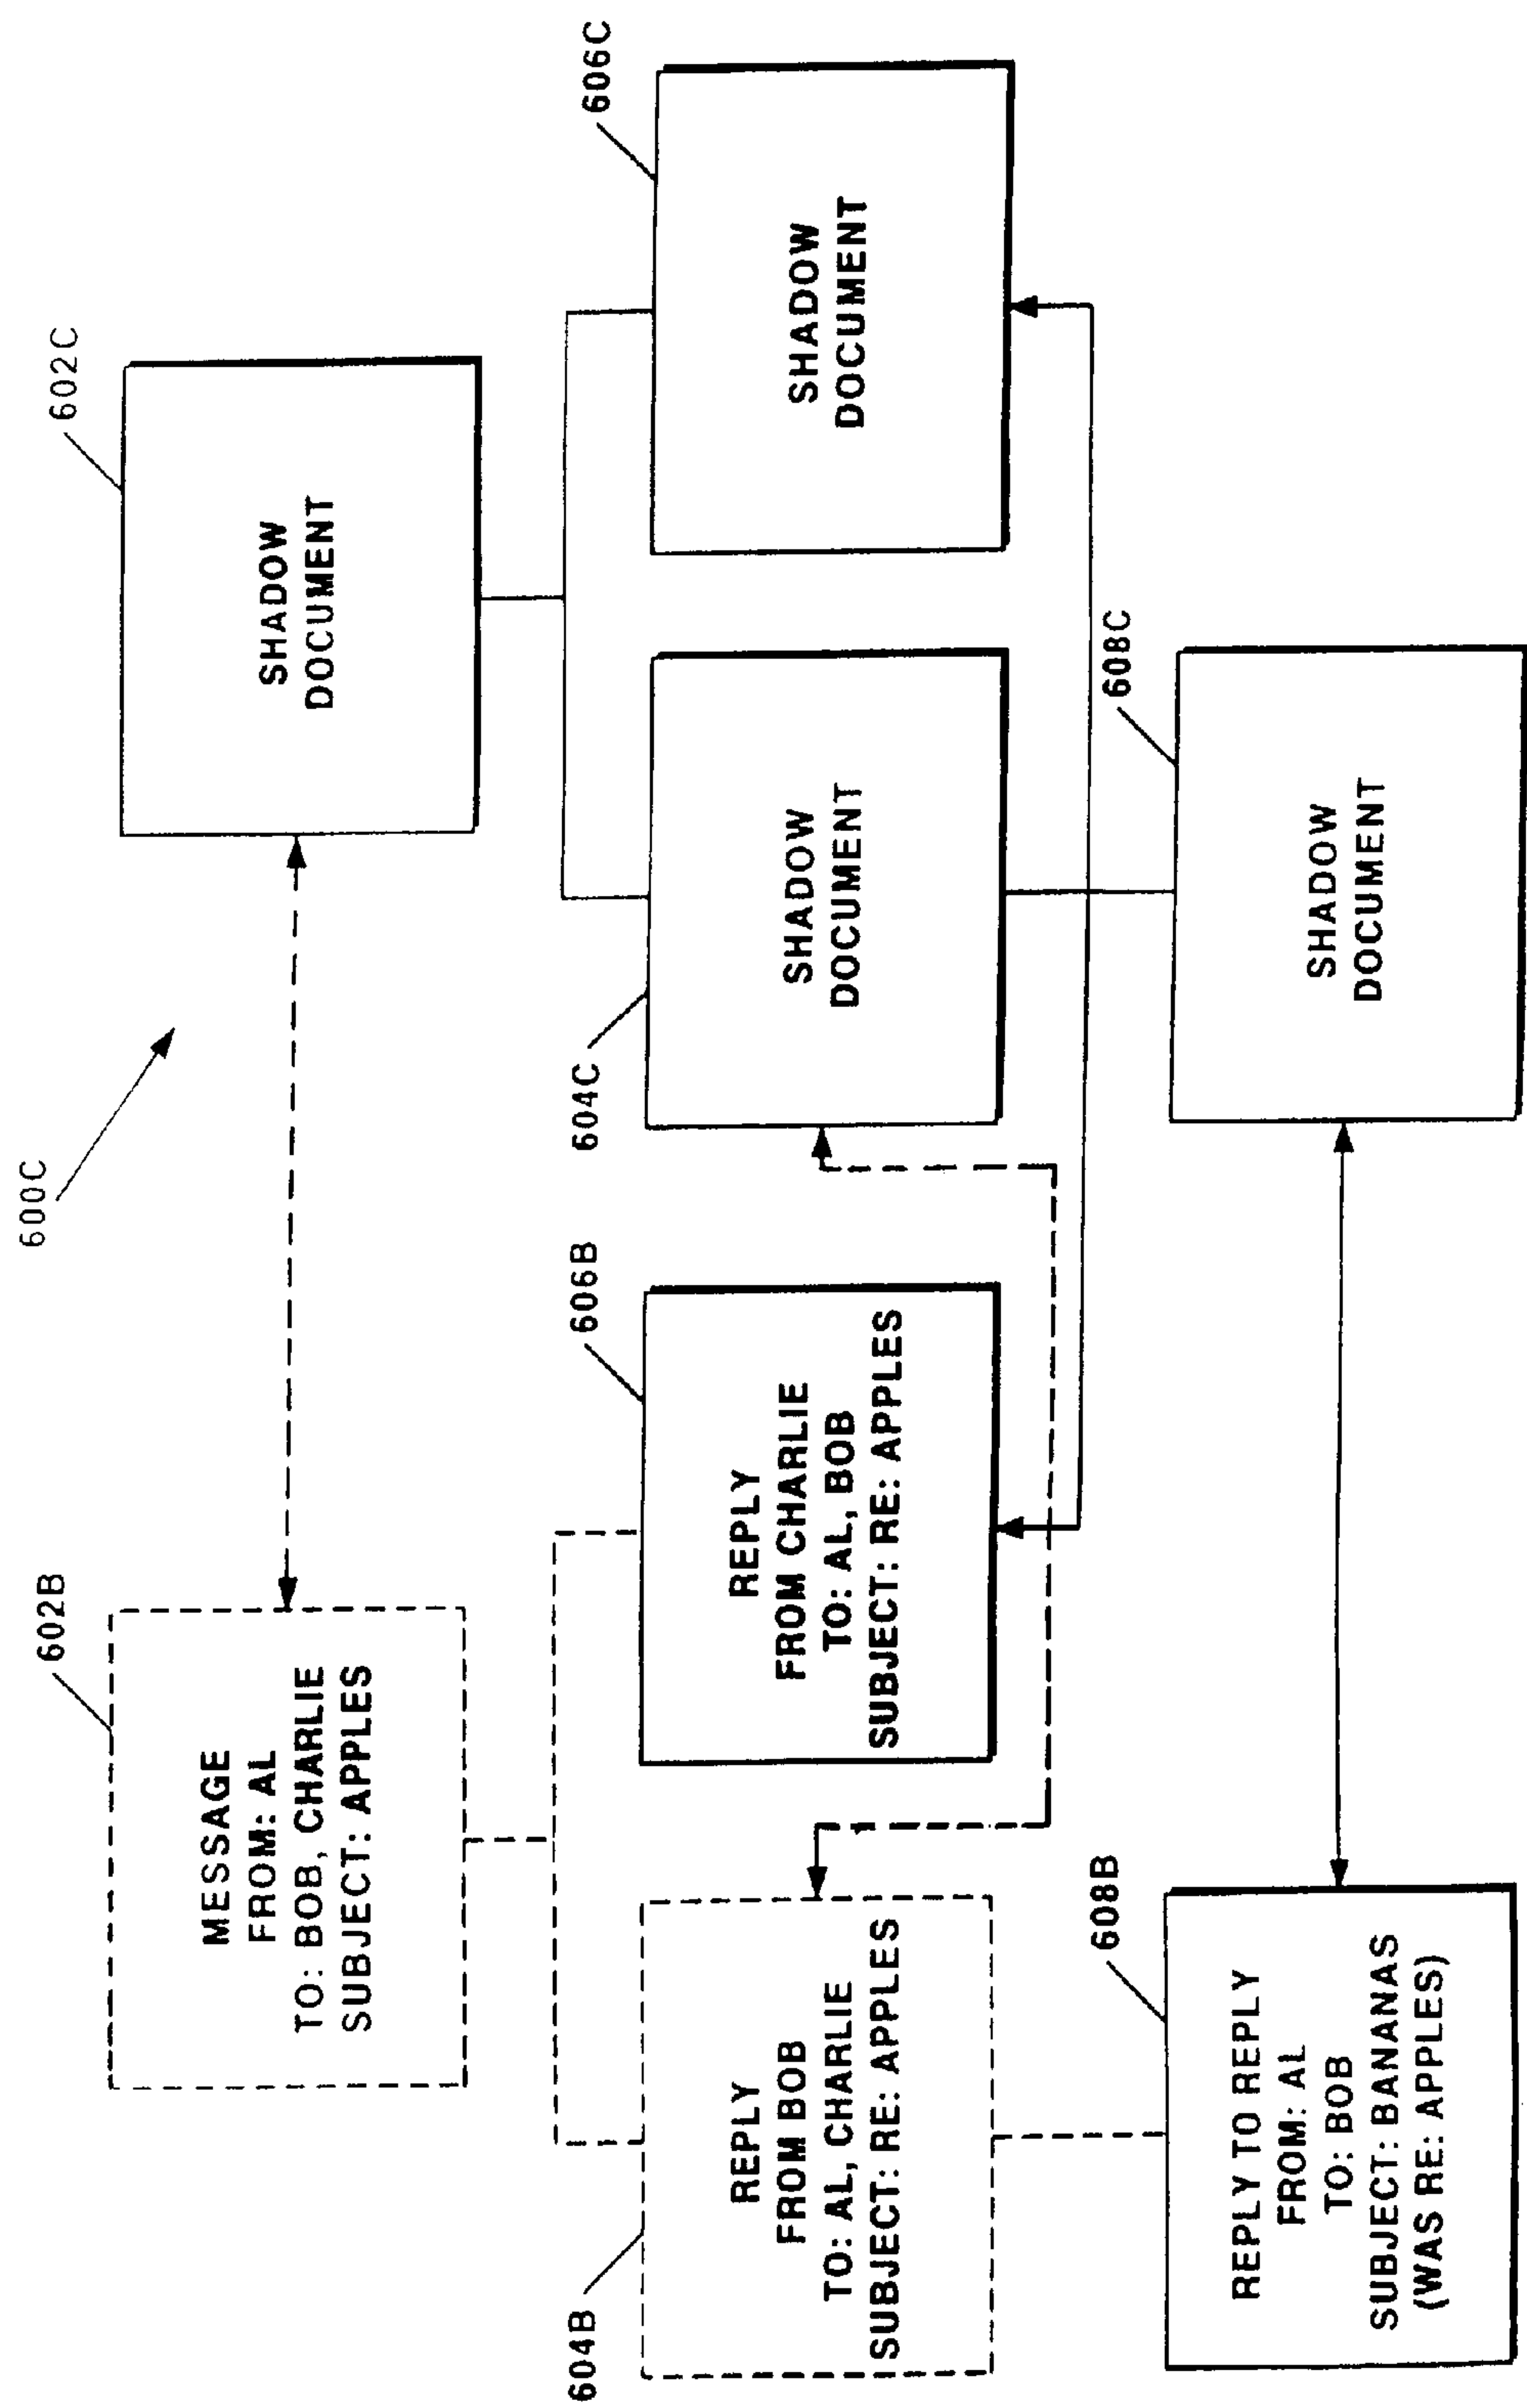 600C
602B
MESSAGE
FROM: AL
TO: BOB, CHARLIE
SUBJECT: APPLES
602C
SHADOW
DOCUMENT
604B
REPLY
FROM BOB
TO: AL, CHARLIE
SUBJECT: RE: APPLES
606B
REPLY
FROM CHARLIE
TO: AL, BOB
SUBJECT: RE: APPLES
604C
SHADOW
DOCUMENT
606C
SHADOW
DOCUMENT
608B
REPLY TO REPLY
FROM: AL
TO: BOB
SUBJECT: BANANAS
(WAS RE: APPLES)
608C
SHADOW
DOCUMENT